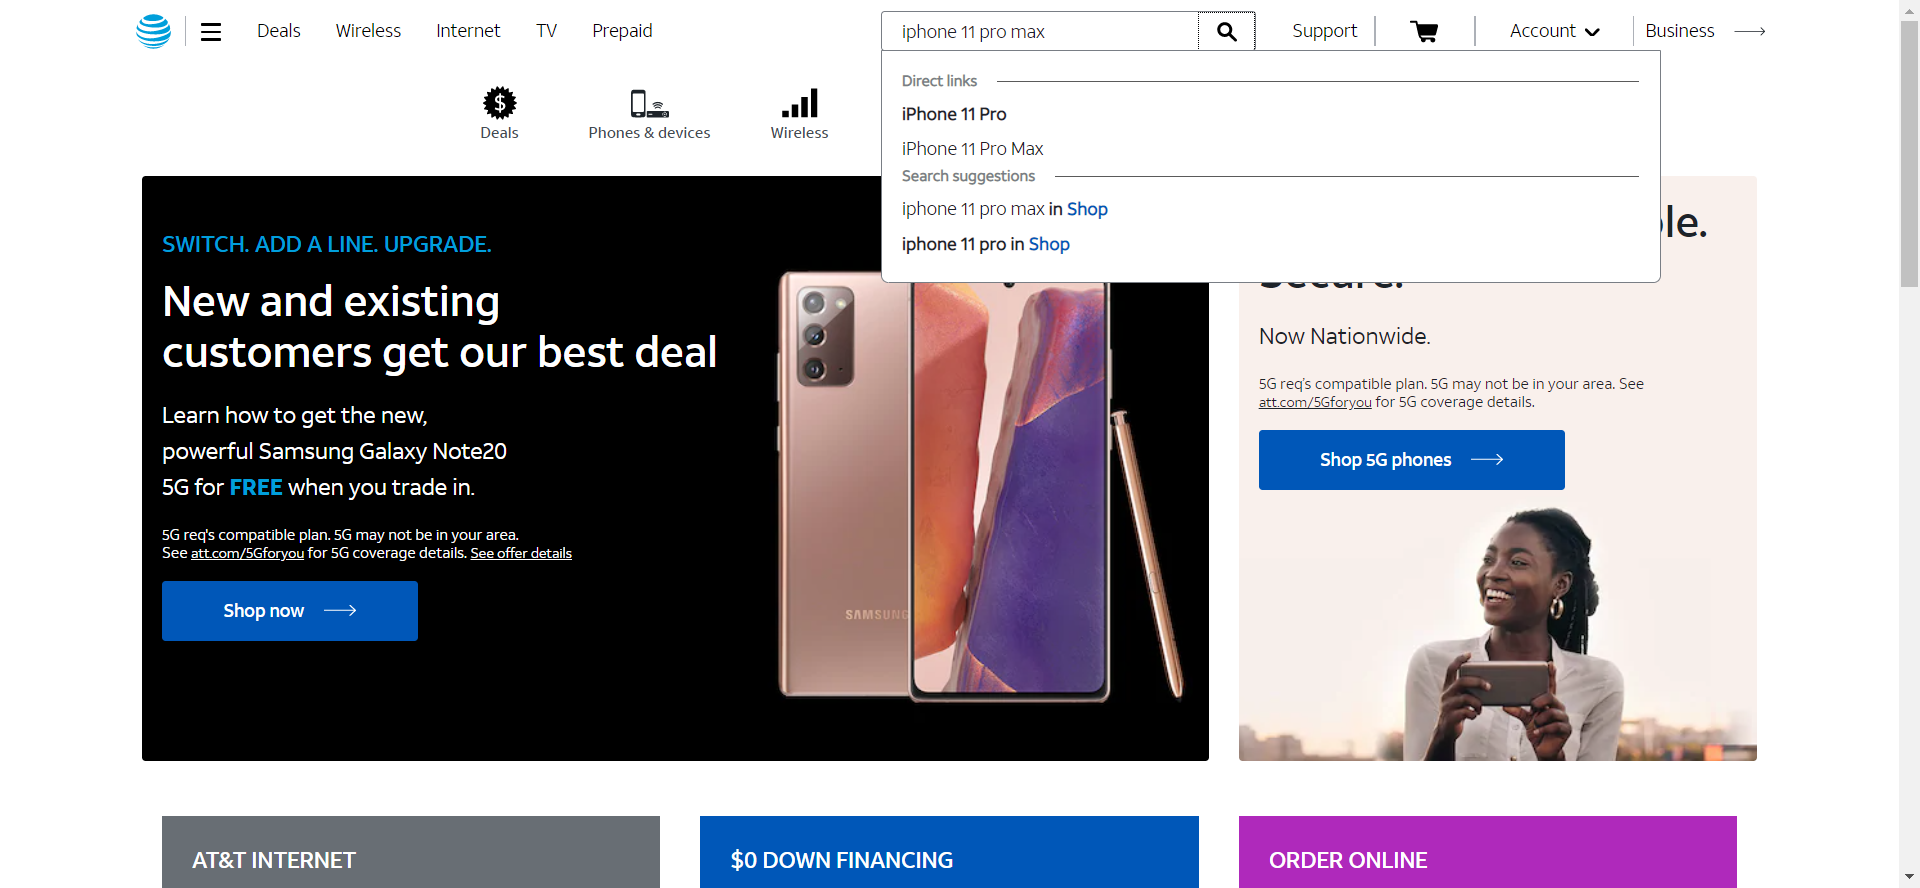 Deals
Wireless
Internet
TV
Prepaid
iphone 11 pro max
Support
Account
Business
Deals
Phones & devices
Wireless
Direct links
iPhone 11 Pro
iPhone 11 Pro Max
Search suggestions
iphone 11 pro max in Shop
iphone 11 pro in Shop
SWITCH. ADD A LINE. UPGRADE.
New and existing
customers get our best deal
Learn how to get the new,
powerful Samsung Galaxy Note20
5G for FREE when you trade in.
5G req's compatible plan. 5G may not be in your area.
See att.com/5Gforyou for 5G coverage details. See offer details
Shop now
SAMSUNG
Secure.
Now Nationwide.
5G req's compatible plan. 5G may not be in your area. See
att.com/5Gforyou for 5G coverage details.
Shop 5G phones
AT&T INTERNET
$0 DOWN FINANCING
ORDER ONLINE